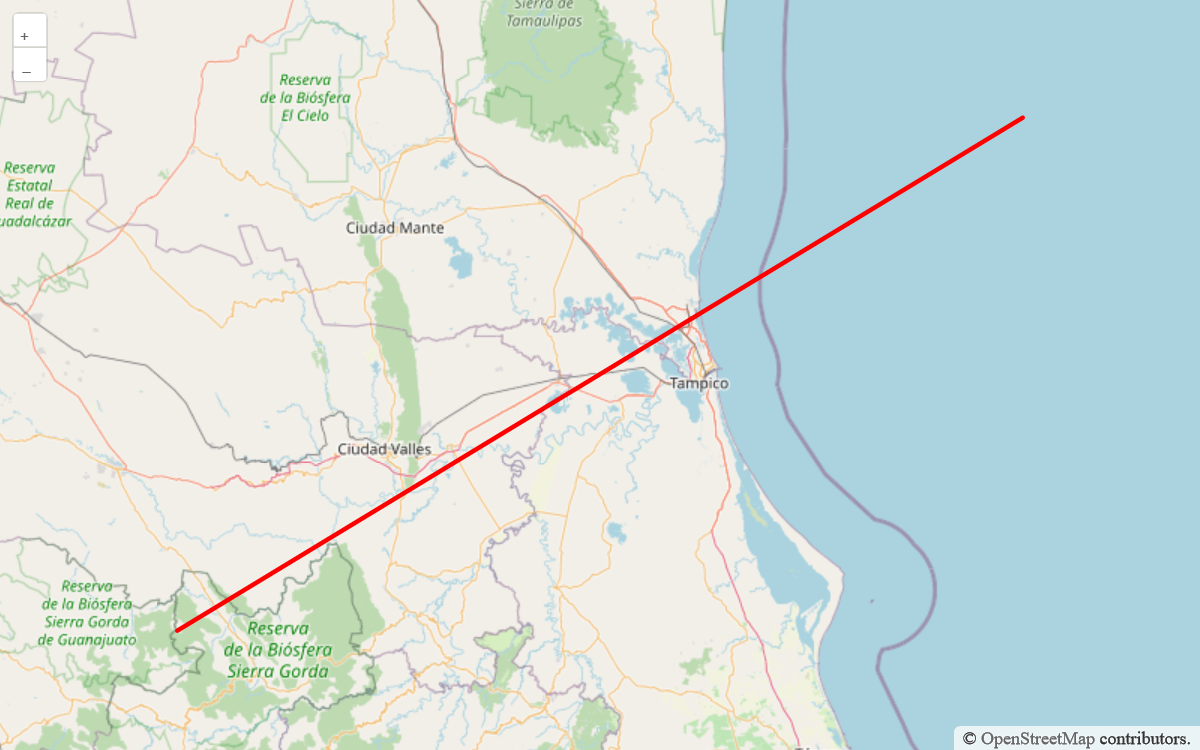 Sierra de
Tamaulipas
+
–
Reserva
de la Biósfera
El Cielo
Reserva
Estatal
Real de
uadalcázar
Ciudad Mante
Tampico
Ciudad Valles
Reserva
de la Biósfera
Sierra Gorda
de Guanajuato
Reserva
de la Biósfera
Sierra Gorda
© OpenStreetMap contributors.